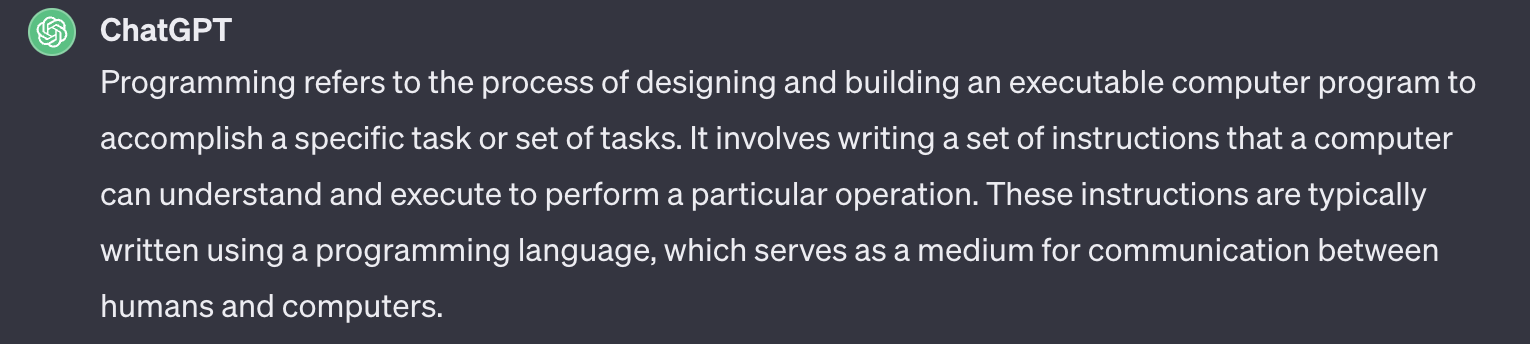 ChatGPT
Programming refers to the process of designing and building an executable computer program to
accomplish a specific task or set of tasks. It involves writing a set of instructions that a computer
can understand and execute to perform a particular operation. These instructions are typically
written using a programming language, which serves as a medium for communication between
humans and computers.